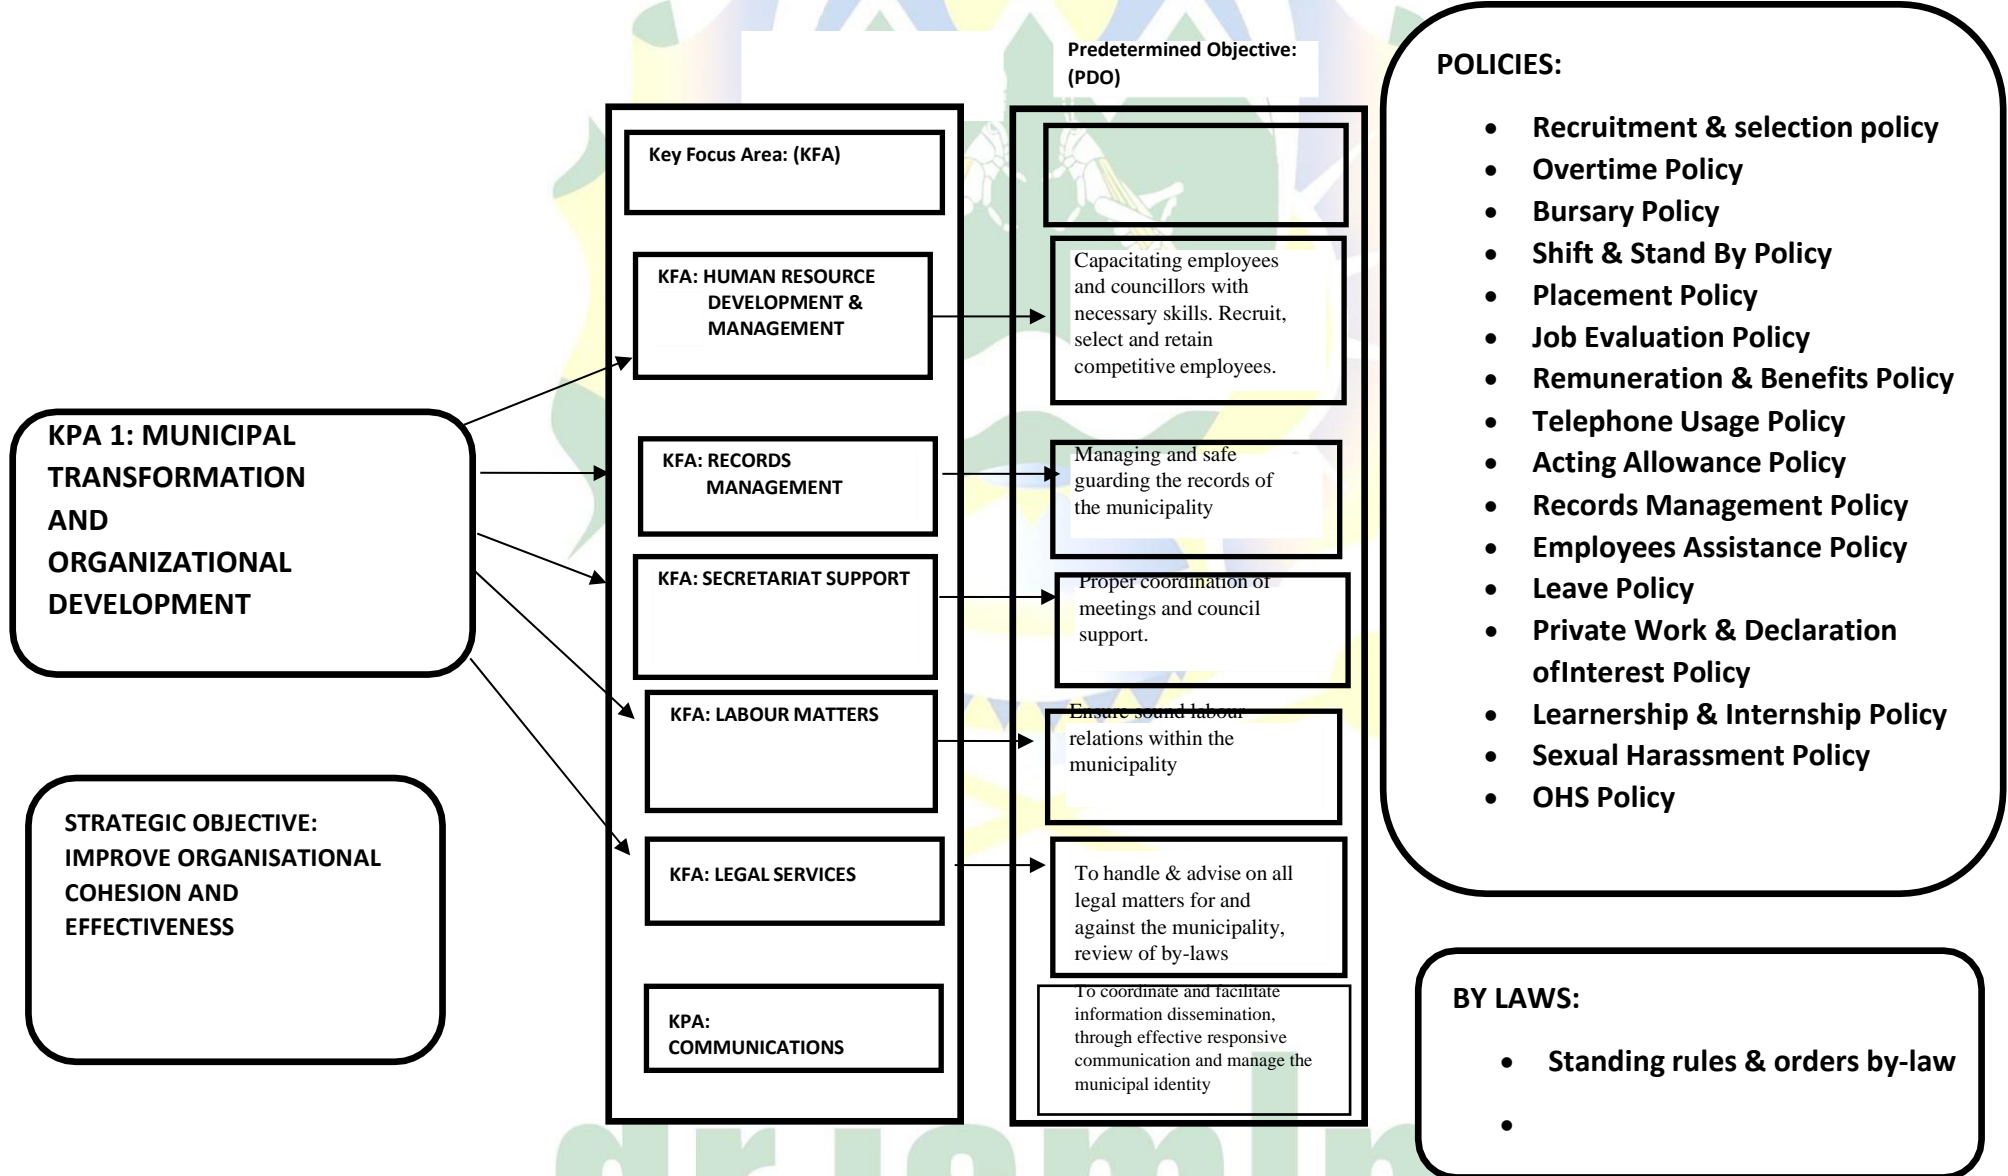 Predetermined Objective:
(PDO)
Key Focus Area: (KFA)
KFA: HUMAN RESOURCE
DEVELOPMENT &
MANAGEMENT
Capacitating employees
and councillors with
necessary skills. Recruit,
select and retain
competitive employees.
KPA 1: MUNICIPAL
TRANSFORMATION
AND
ORGANIZATIONAL
DEVELOPMENT
KFA: RECORDS
MANAGEMENT
Managing and safe
guarding the records of
the municipality
KFA: SECRETARIAT SUPPORT
Proper coordination of
meetings and council
support.
KFA: LABOUR MATTERS
Ensure sound labour
relations within the
municipality
STRATEGIC OBJECTIVE:
IMPROVE ORGANISATIONAL
COHESION AND
EFFECTIVENESS
KFA: LEGAL SERVICES
To handle & advise on all
legal matters for and
against the municipality,
review of by-laws
KPA:
COMMUNICATIONS
To coordinate and facilitate
information dissemination,
through effective responsive
communication and manage the
municipal identity
POLICIES:
• Recruitment & selection policy
• Overtime Policy
• Bursary Policy
• Shift & Stand By Policy
• Placement Policy
• Job Evaluation Policy
• Remuneration & Benefits Policy
• Telephone Usage Policy
• Acting Allowance Policy
• Records Management Policy
• Employees Assistance Policy
• Leave Policy
• Private Work & Declaration
ofInterest Policy
• Learnership & Internship Policy
• Sexual Harassment Policy
• OHS Policy
BY LAWS:
• Standing rules & orders by-law
•